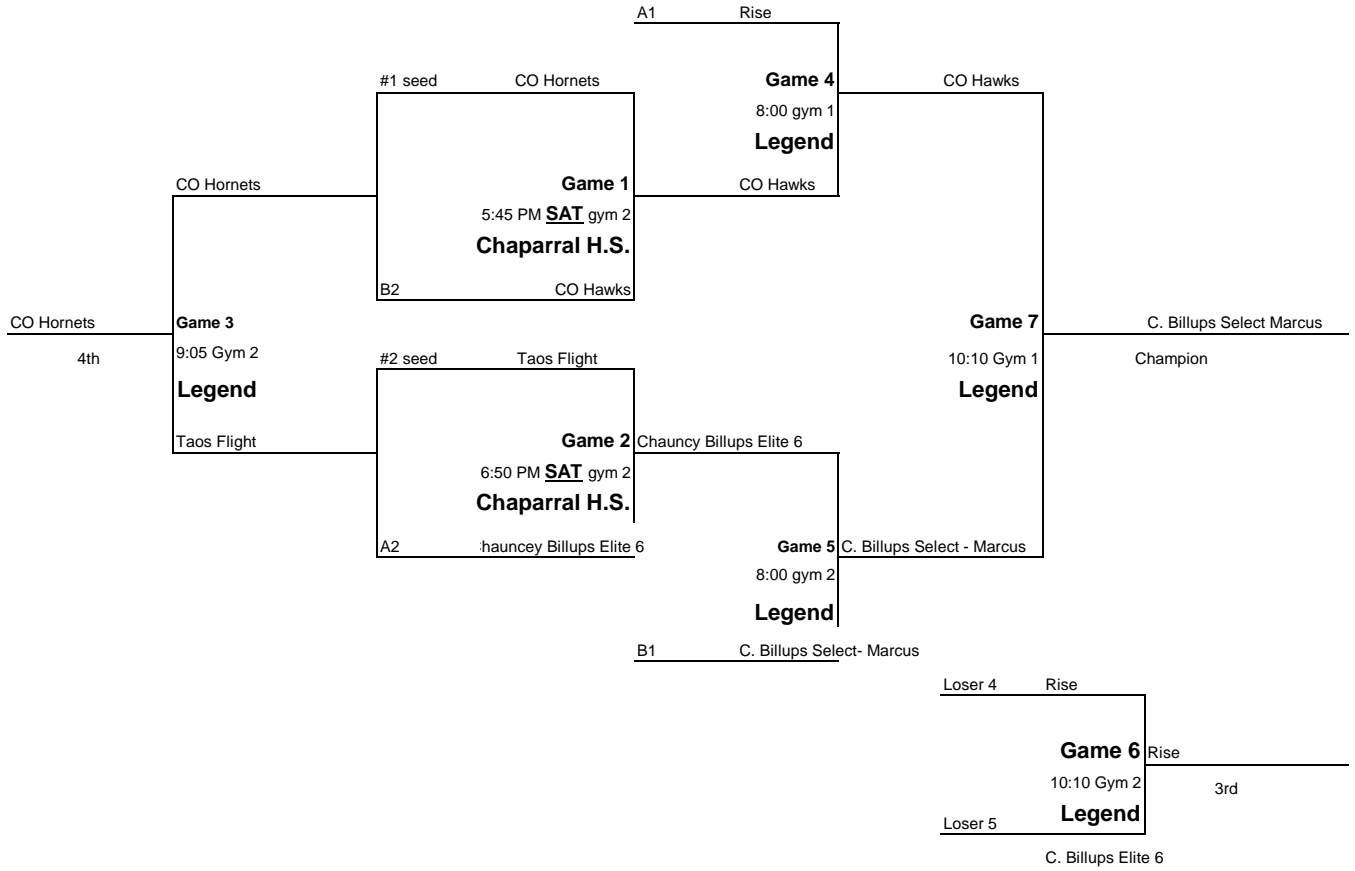 A1 Rise
#1 seed CO Hornets
Game 4
CO Hawks
8:00 gym 1
Legend
CO Hornets
Game 1
CO Hawks
5:45 PM SAT gym 2
Chaparral H.S.
B2 CO Hawks
CO Hornets
Game 3
Game 7
C. Billups Select Marcus
4th
9:05 Gym 2
#2 seed Taos Flight
10:10 Gym 1
Champion
Legend
Legend
Taos Flight
Game 2
Chauncy Billups Elite 6
6:50 PM SAT gym 2
Chaparral H.S.
A2 hauncey Billups Elite 6
Game 5
C. Billups Select - Marcus
8:00 gym 2
Legend
B1 C. Billups Select- Marcus
Loser 4 Rise
Game 6
Rise
10:10 Gym 2
3rd
Legend
Loser 5
C. Billups Elite 6